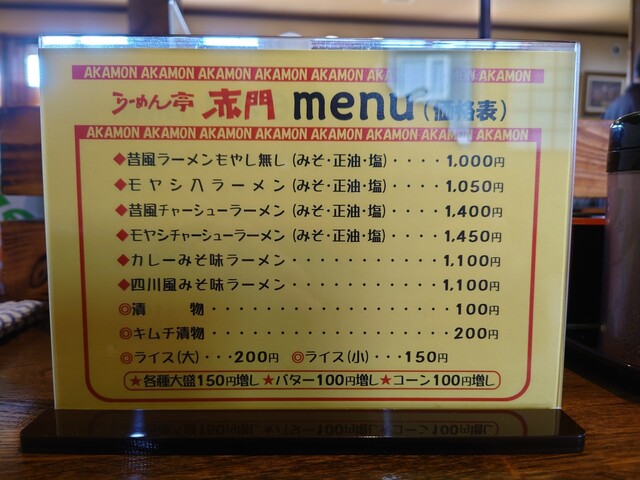 AKAMON AKAMON AKAMON AKAMON AKAMON AKAMON AKAMON AKAMON
らーめん亭 赤門 menu (価格表)
AKAMON AKAMON AKAMON AKAMON AKAMON AKAMON AKAMON AKAMON
◆昔風ラーメンもやし無し (みそ・正油・塩)・・・・1,000円
◆モヤシ入ラーメン (みそ・正油・塩)・・・・1,050円
◆昔風チャーシューラーメン (みそ・正油・塩)・・・・1,400円
◆モヤシチャーシューラーメン (みそ・正油・塩)・・・・1,450円
◆カレーみそ味ラーメン・・・・・・・・・・・1,100円
◆四川風みそ味ラーメン・・・・・・・・・・・1,100円
◎漬 物・・・・・・・・・・・・・・・・・・100円
◎キムチ漬物・・・・・・・・・・・・・・・・・・200円
◎ライス(大)・・・200円 ◎ライス(小)・・・・150円
★各種大盛150円増し★バター100円増し★コーン100円増し